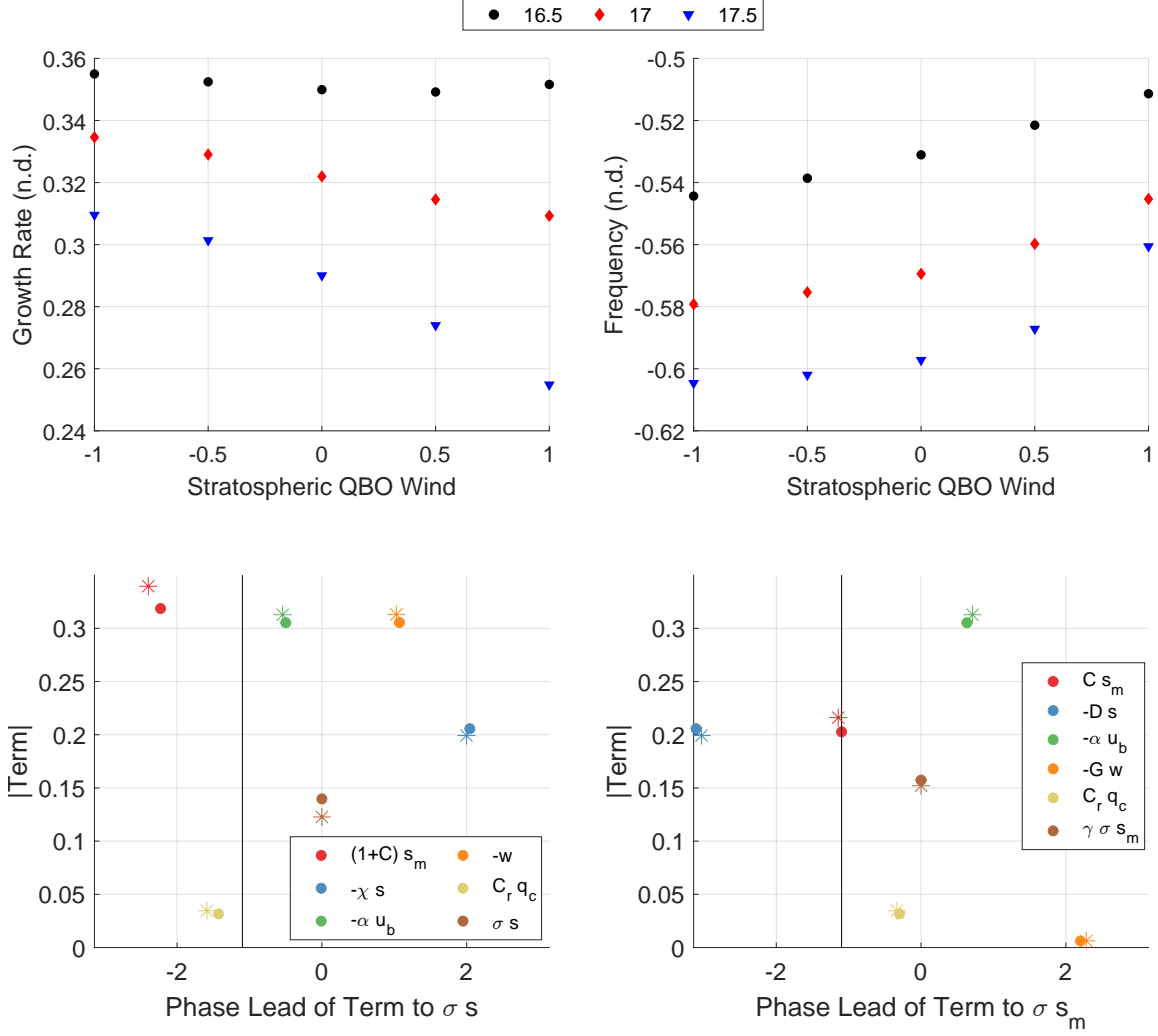 16.5 17 17.5
0.36
0.34
0.32
0.3
0.28
0.26
0.24
-1 -0.5 0 0.5 1
Growth Rate (n.d.)
Stratospheric QBO Wind
-0.5
-0.52
-0.54
-0.56
-0.58
-0.6
-0.62
-1 -0.5 0 0.5 1
Frequency (n.d.)
Stratospheric QBO Wind
0.3
0.25
0.2
0.15
0.1
0.05
0
-2 0 2
|Term|
(1+C) s_m -w
-χ s C_r q_c
-α u_b σ s
Phase Lead of Term to σ s
0.3
0.25
0.2
0.15
0.1
0.05
0
-2 0 2
|Term|
C s_m
-D s
-α u_b
-G w
C_r q_c
γ σ s_m
Phase Lead of Term to σ s_m